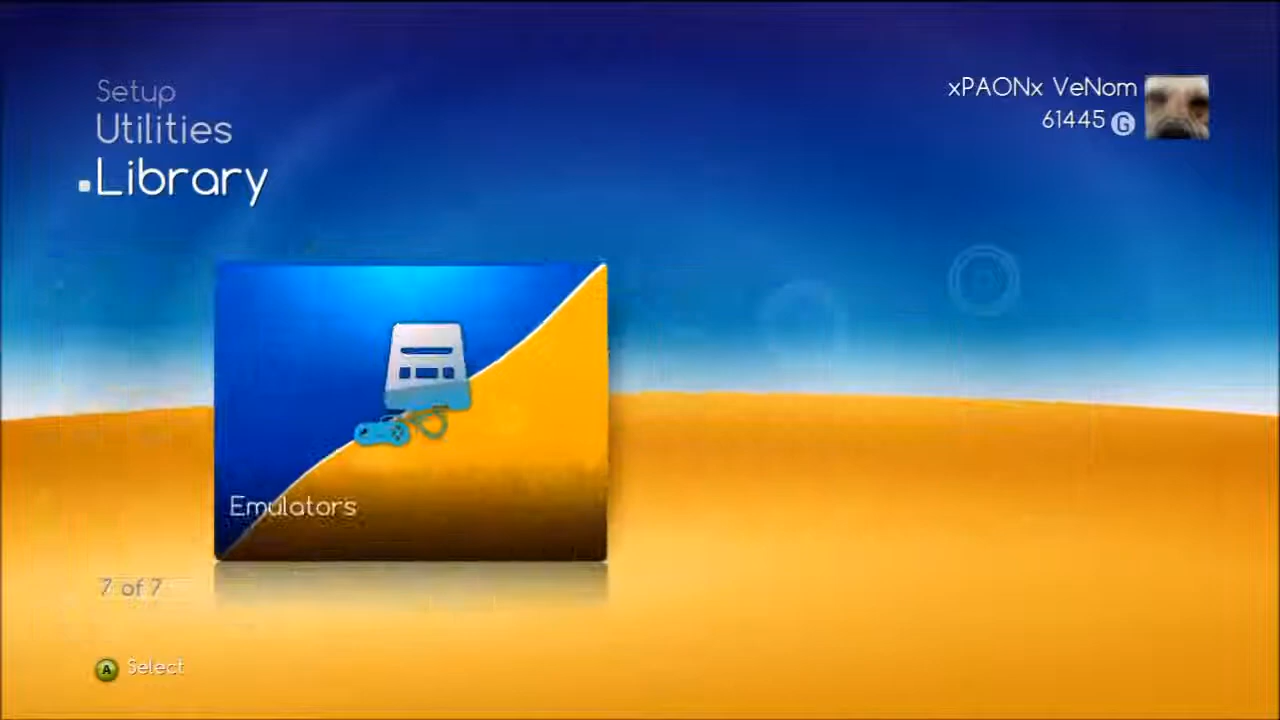 Setup
Utilities
Library
xPAONx VeNom
61445 G
Emulators
7 of 7
A Select